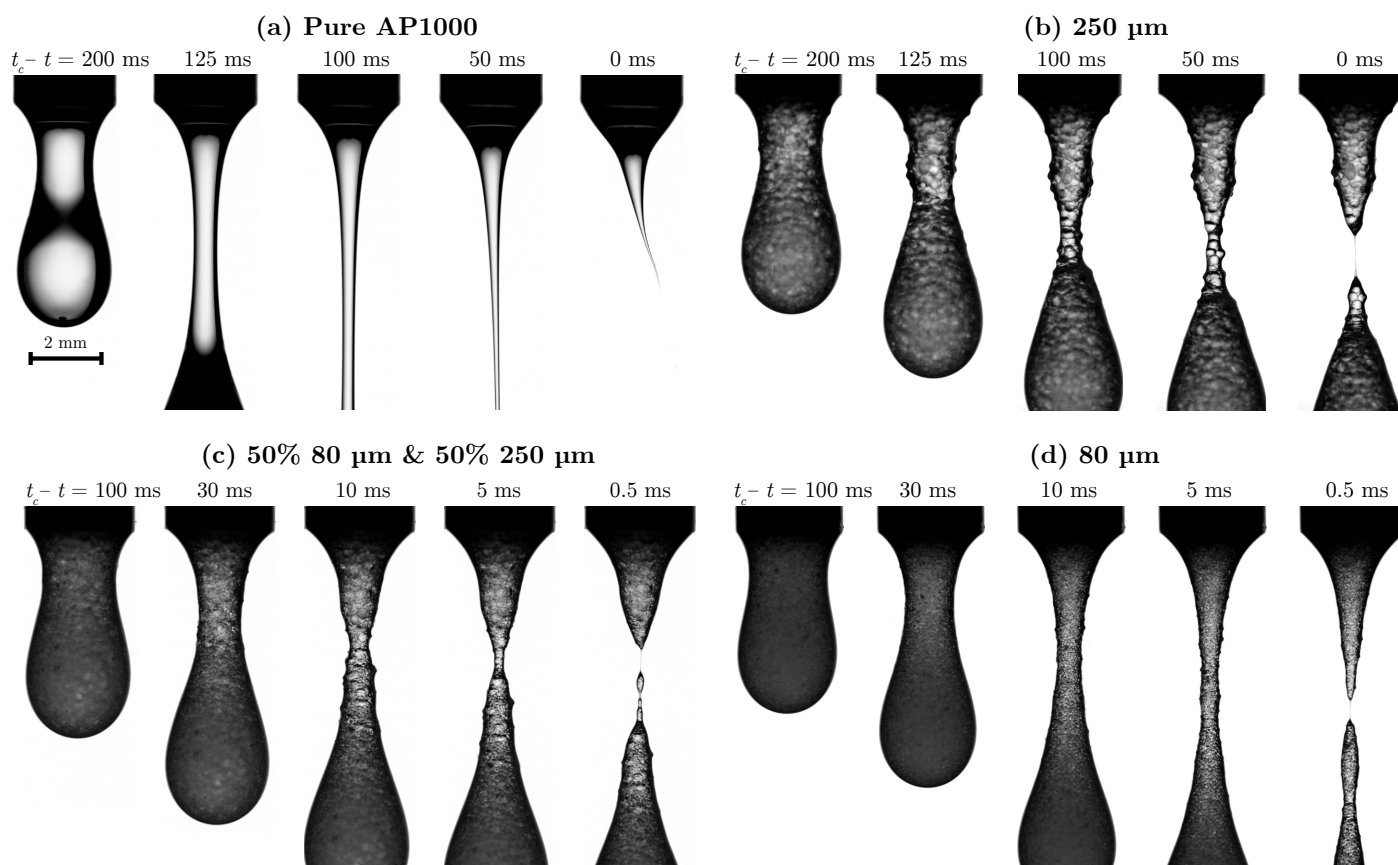 (a) Pure AP1000
t_c − t = 200 ms 125 ms 100 ms 50 ms 0 ms
2 mm
(b) 250 µm
t_c − t = 200 ms 125 ms 100 ms 50 ms 0 ms
(c) 50% 80 µm & 50% 250 µm
t_c − t = 100 ms 30 ms 10 ms 5 ms 0.5 ms
(d) 80 µm
t_c − t = 100 ms 30 ms 10 ms 5 ms 0.5 ms